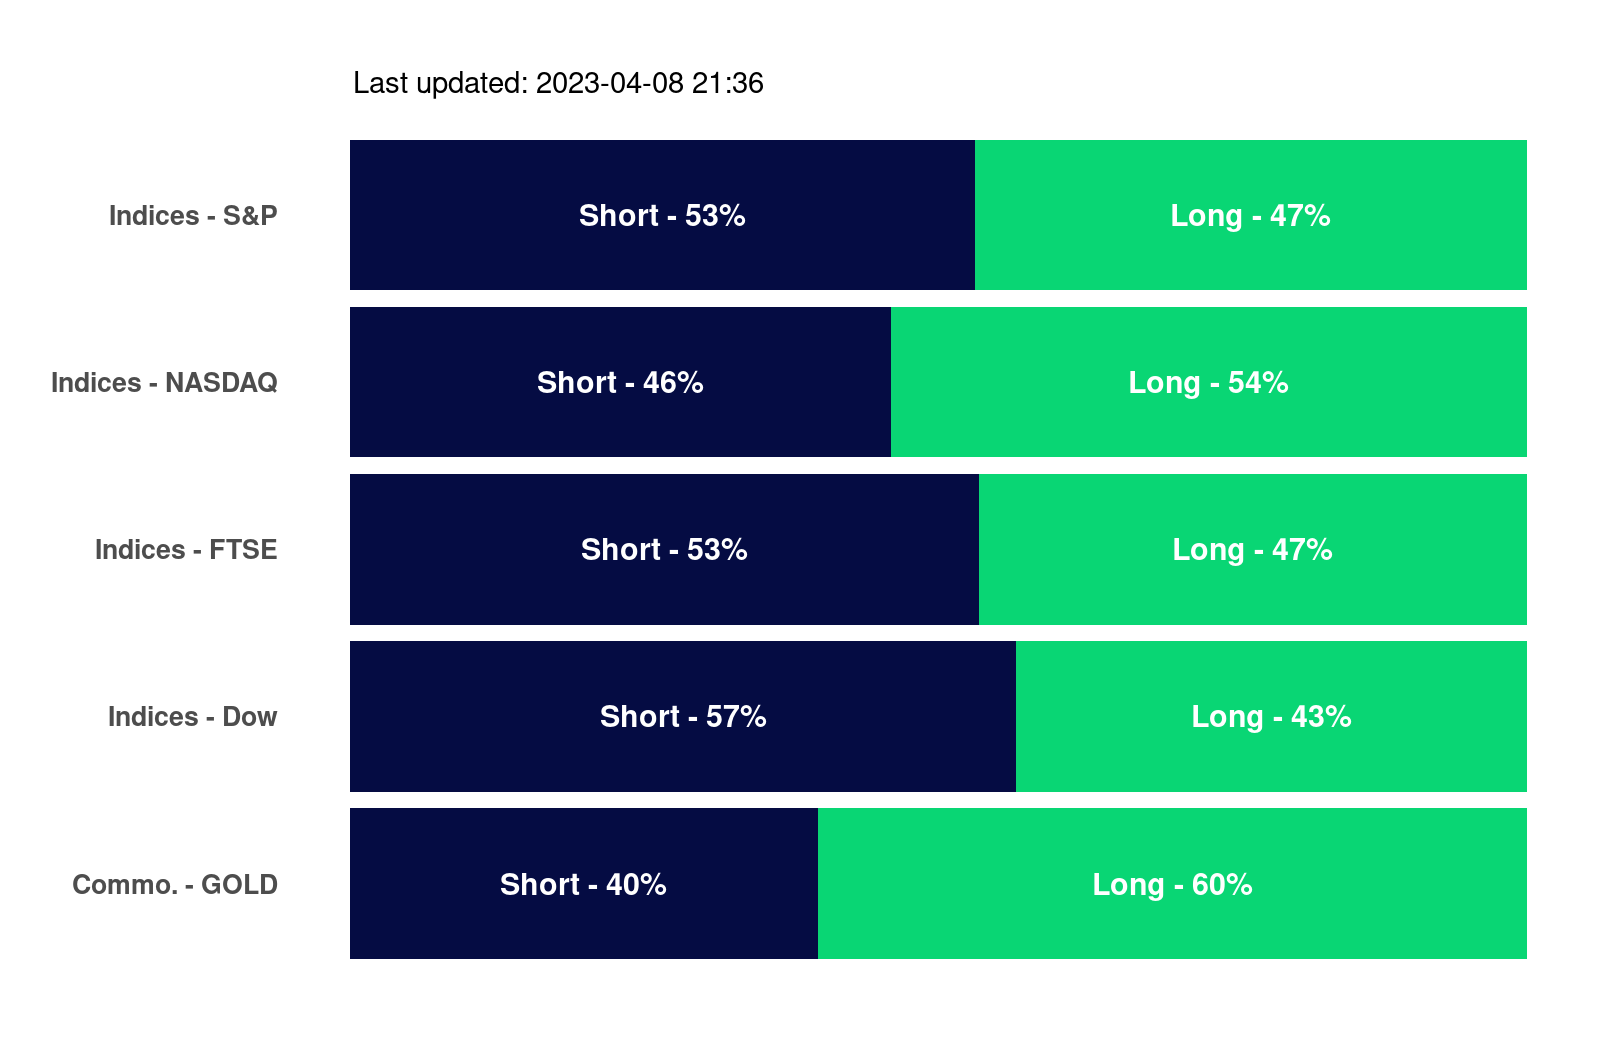 Last updated: 2023-04-08 21:36
Indices - S&P Short - 53% Long - 47%
Indices - NASDAQ Short - 46% Long - 54%
Indices - FTSE Short - 53% Long - 47%
Indices - Dow Short - 57% Long - 43%
Commo. - GOLD Short - 40% Long - 60%